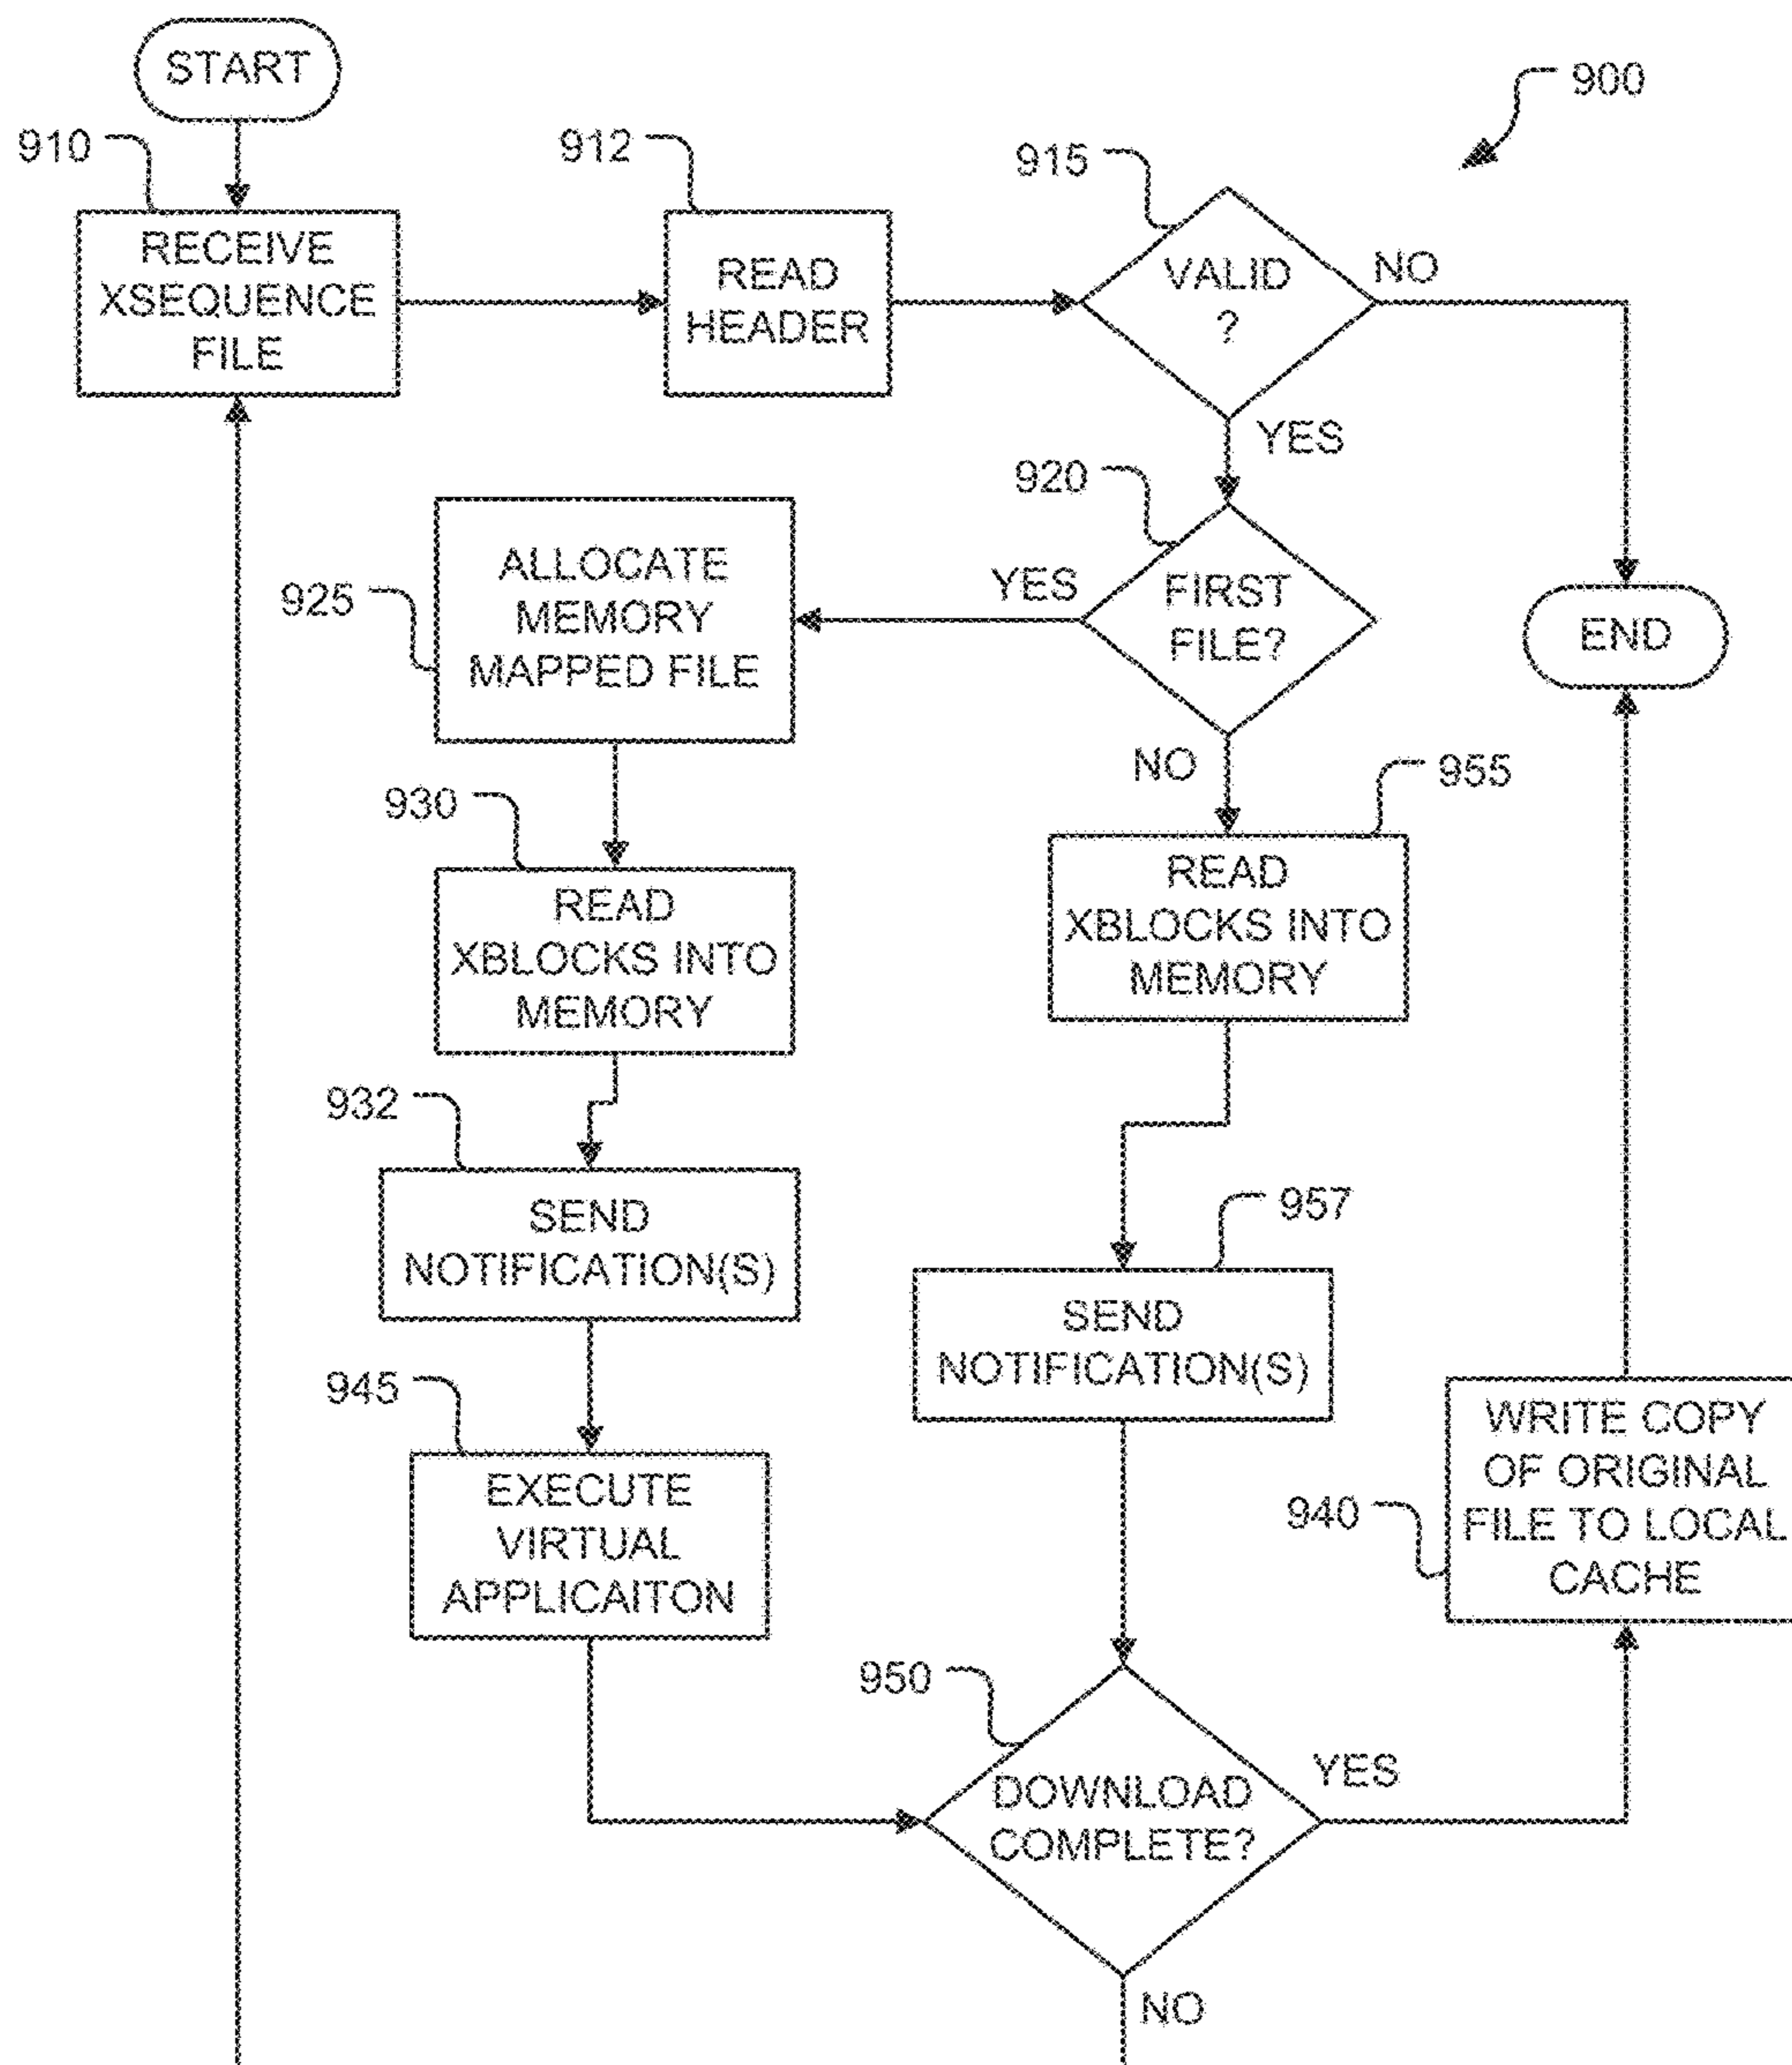 START
900
910
912
915
RECEIVE
XSEQUENCE
FILE
READ
HEADER
VALID
?
NO
YES
920
925
ALLOCATE
MEMORY
MAPPED FILE
YES
FIRST
FILE?
END
NO
955
930
READ
XBLOCKS INTO
MEMORY
READ
XBLOCKS INTO
MEMORY
932
SEND
NOTIFICATION(S)
957
SEND
NOTIFICATION(S)
945
EXECUTE
VIRTUAL
APPLICAITON
940
WRITE COPY
OF ORIGINAL
FILE TO LOCAL
CACHE
950
DOWNLOAD
COMPLETE?
YES
NO